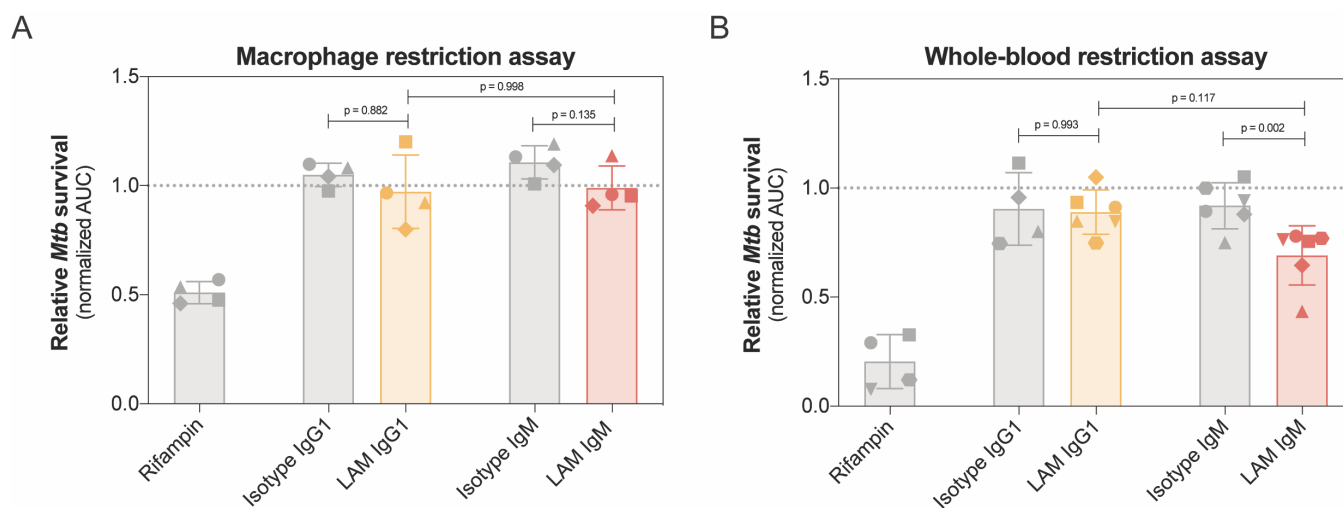 A
Macrophage restriction assay
Relative Mtb survival
(normalized AUC)
1.5
1.0
0.5
0.0
p = 0.998
p = 0.882
p = 0.135
Rifampin
Isotype IgG1
LAM IgG1
Isotype IgM
LAM IgM
B
Whole-blood restriction assay
Relative Mtb survival
(normalized AUC)
1.5
1.0
0.5
0.0
p = 0.117
p = 0.993
p = 0.002
Rifampin
Isotype IgG1
LAM IgG1
Isotype IgM
LAM IgM